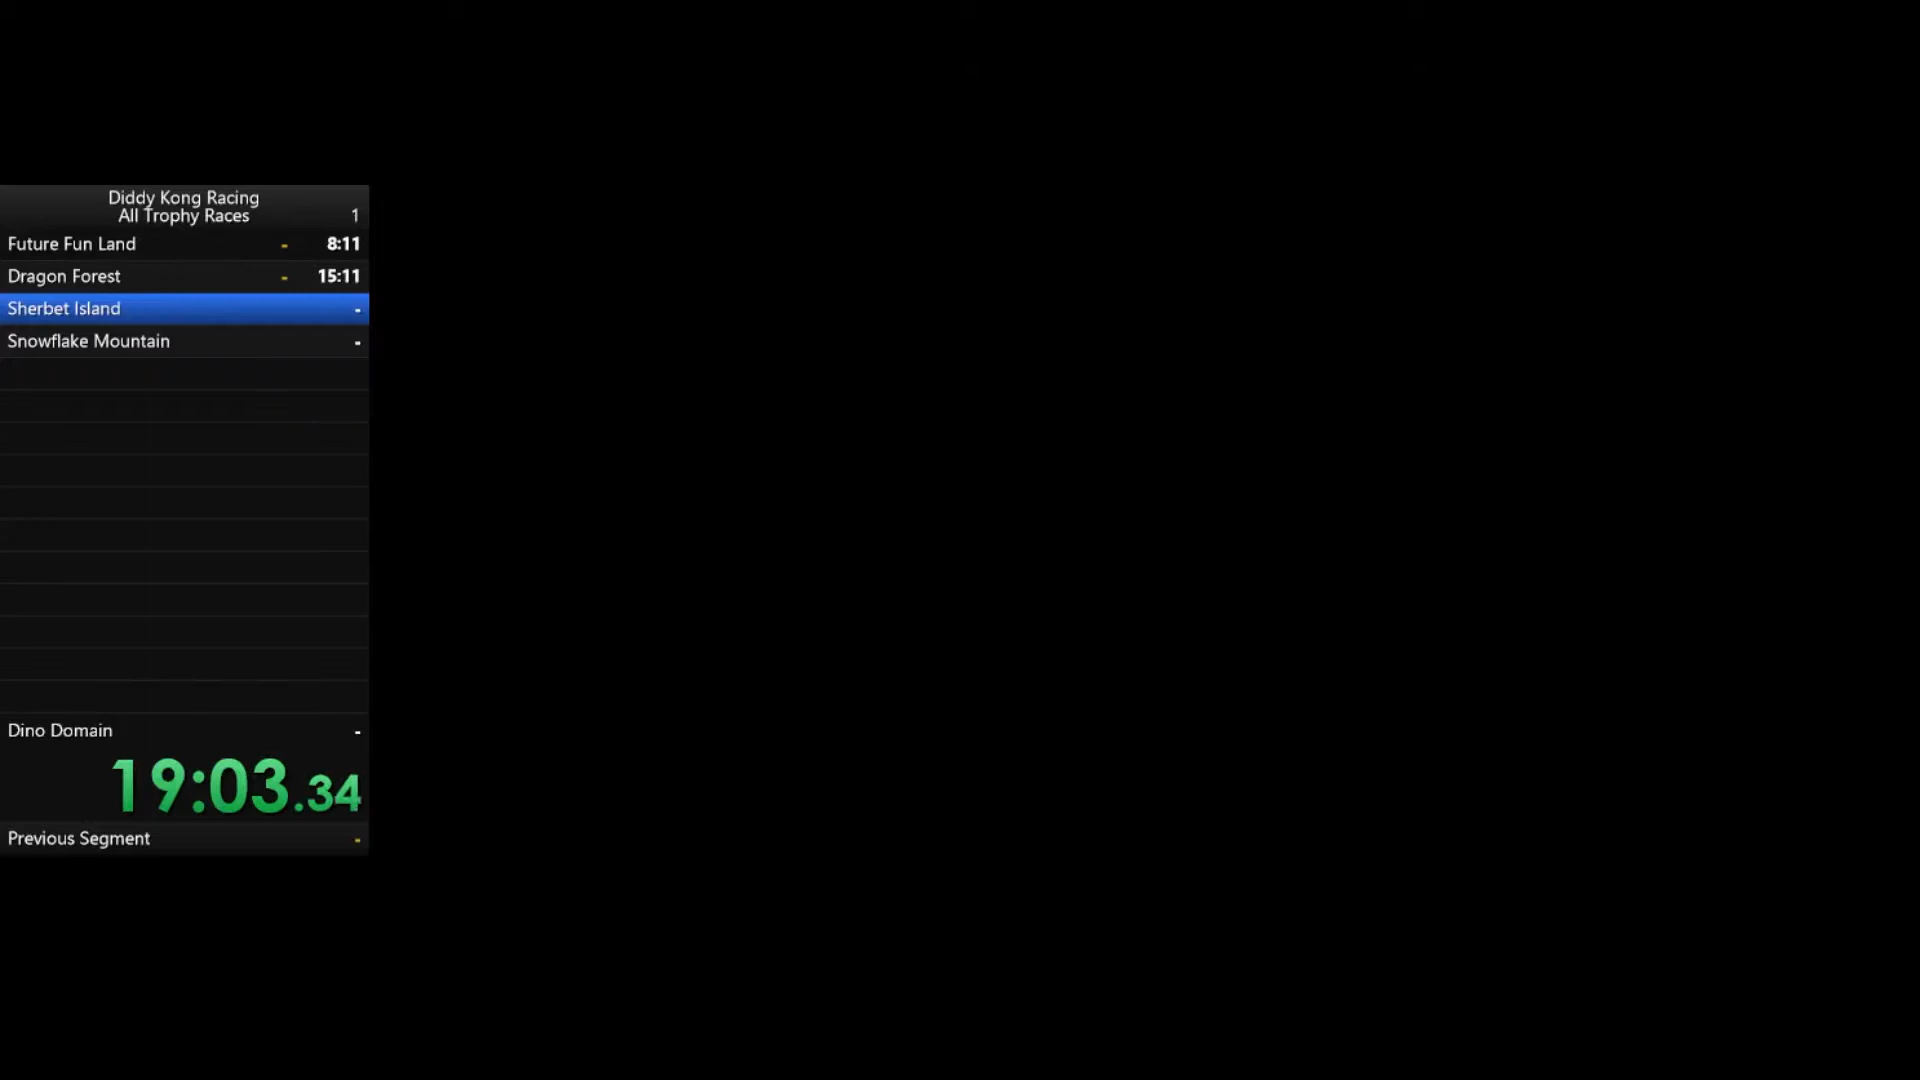 Diddy Kong Racing
All Trophy Races 1
Future Fun Land - 8:11
Dragon Forest - 15:11
Sherbet Island -
Snowflake Mountain -
Dino Domain -
19:03.34
Previous Segment -